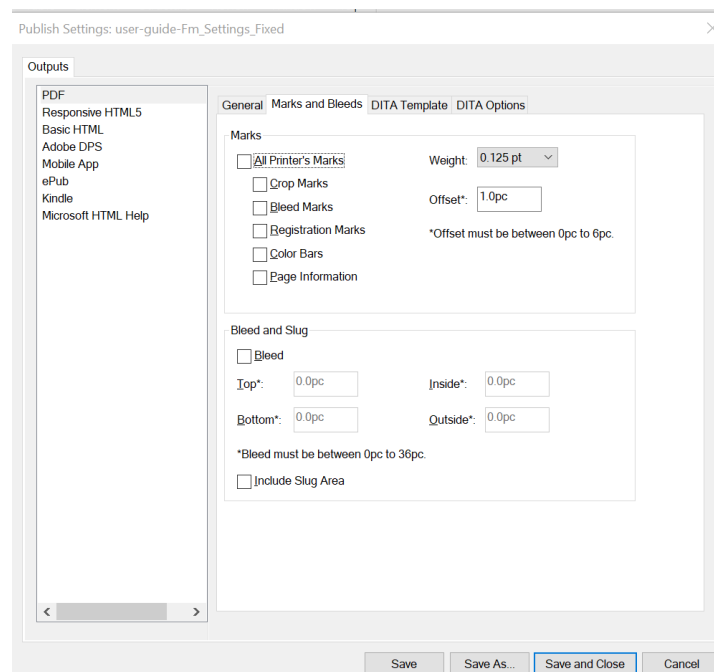 Publish Settings: user-guide-Fm_Settings_Fixed
Outputs
PDF
Responsive HTML5
Basic HTML
Adobe DPS
Mobile App
ePub
Kindle
Microsoft HTML Help
General Marks and Bleeds DITA Template DITA Options
Marks
All Printer's Marks
Crop Marks
Bleed Marks
Registration Marks
Color Bars
Page Information
Weight: 0.125 pt
Offset*: 1.0pc
*Offset must be between 0pc to 6pc.
Bleed and Slug
Bleed
Top*: 0.0pc Inside*: 0.0pc
Bottom*: 0.0pc Outside*: 0.0pc
*Bleed must be between 0pc to 36pc.
Include Slug Area
Save Save As... Save and Close Cancel